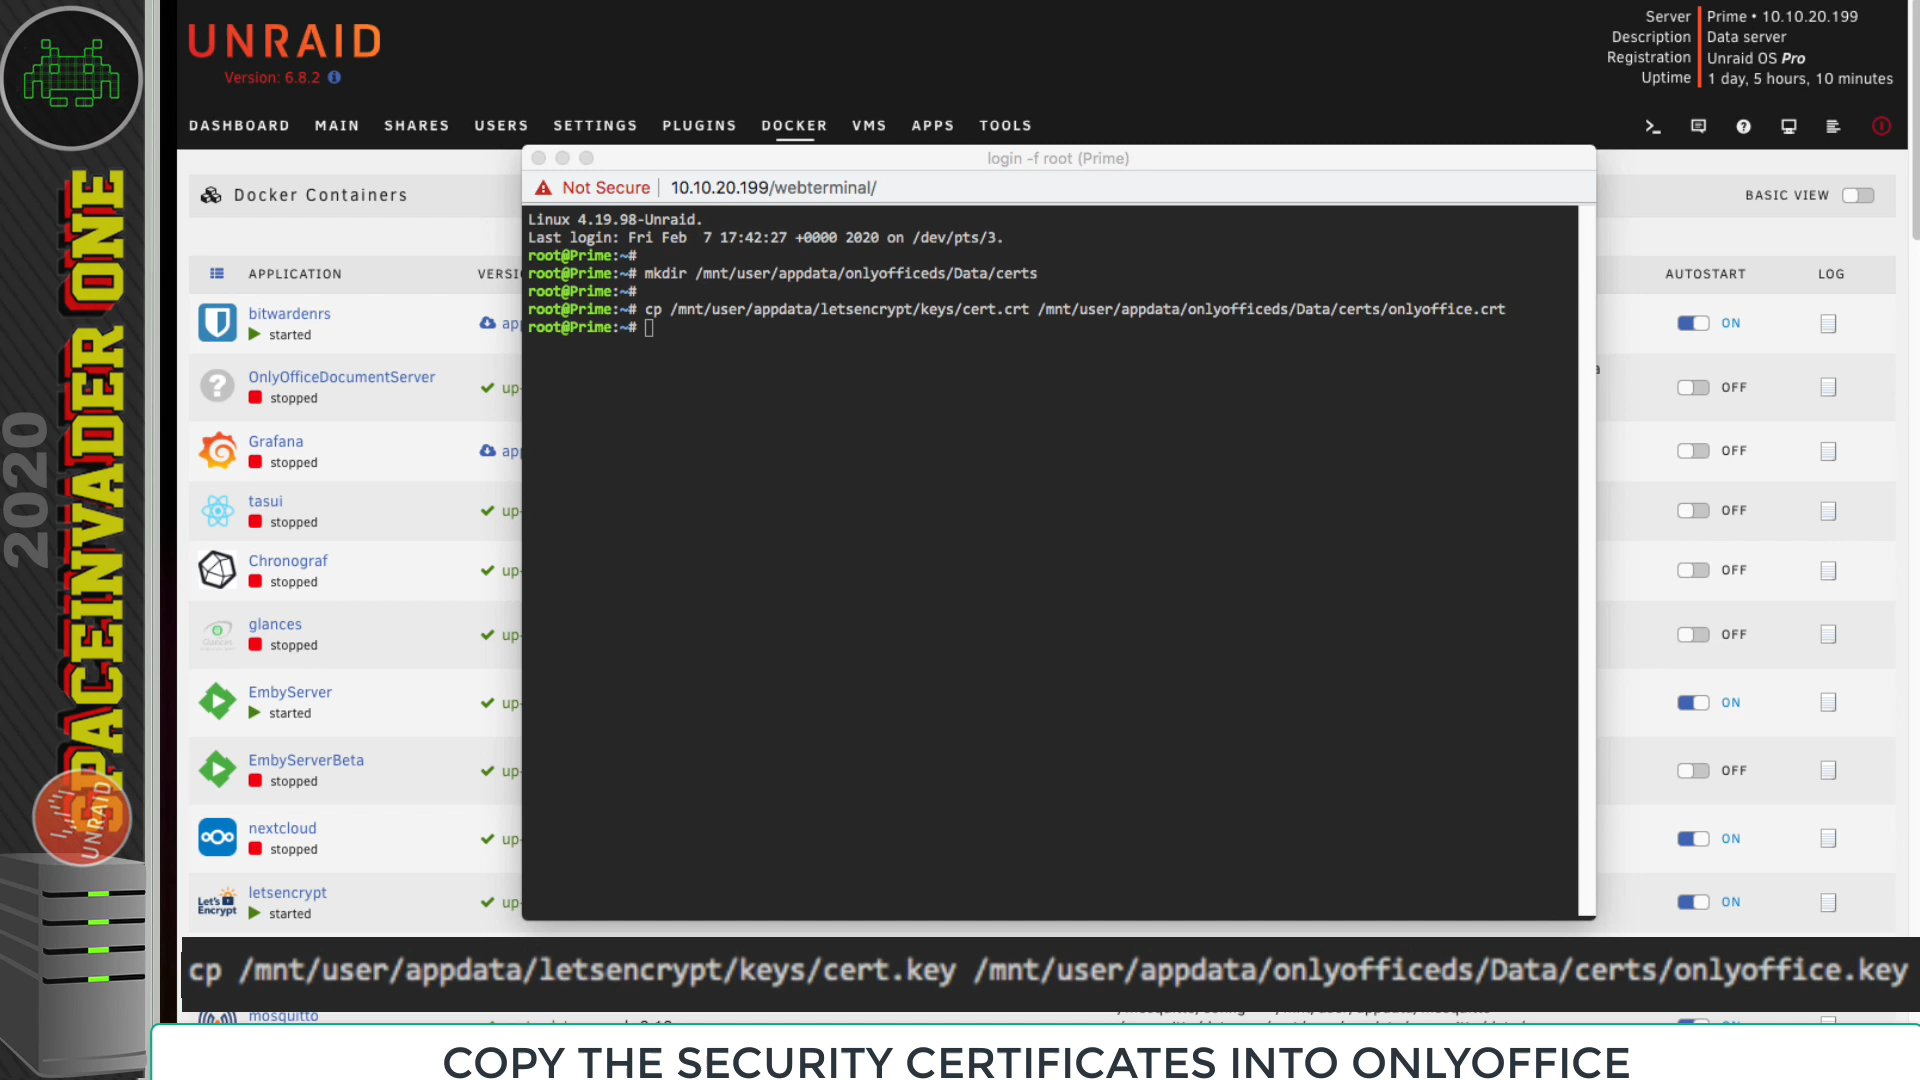 UNRAID
Version: 6.8.2
Server Prime • 10.10.20.199
Description Data server
Registration Unraid OS Pro
Uptime 1 day, 5 hours, 10 minutes
DASHBOARD MAIN SHARES USERS SETTINGS PLUGINS DOCKER VMS APPS TOOLS
2020
SPACEINVADER ONE
UNRAID
Docker Containers
BASIC VIEW
APPLICATION
AUTOSTART LOG
bitwardenrs
started
ON
OnlyOfficeDocumentServer
stopped
OFF
Grafana
stopped
OFF
tasui
stopped
OFF
Chronograf
stopped
OFF
glances
stopped
OFF
EmbyServer
started
ON
EmbyServerBeta
stopped
OFF
nextcloud
stopped
ON
Let's
Encrypt
letsencrypt
started
ON
mosquitto
login -f root (Prime)
Not Secure | 10.10.20.199/webterminal/
Linux 4.19.98-Unraid.
Last login: Fri Feb  7 17:42:27 +0000 2020 on /dev/pts/3.
root@Prime:~#
root@Prime:~# mkdir /mnt/user/appdata/onlyofficeds/Data/certs
root@Prime:~#
root@Prime:~# cp /mnt/user/appdata/letsencrypt/keys/cert.crt /mnt/user/appdata/onlyofficeds/Data/certs/onlyoffice.crt
root@Prime:~#
cp /mnt/user/appdata/letsencrypt/keys/cert.key /mnt/user/appdata/onlyofficeds/Data/certs/onlyoffice.key
COPY THE SECURITY CERTIFICATES INTO ONLYOFFICE